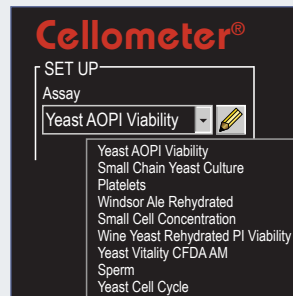 Cellometer®
SET UP
Assay
Yeast AOPI Viability
Yeast AOPI Viability
Small Chain Yeast Culture
Platelets
Windsor Ale Rehydrated
Small Cell Concentration
Wine Yeast Rehydrated PI Viability
Yeast Vitality CFDA AM
Sperm
Yeast Cell Cycle